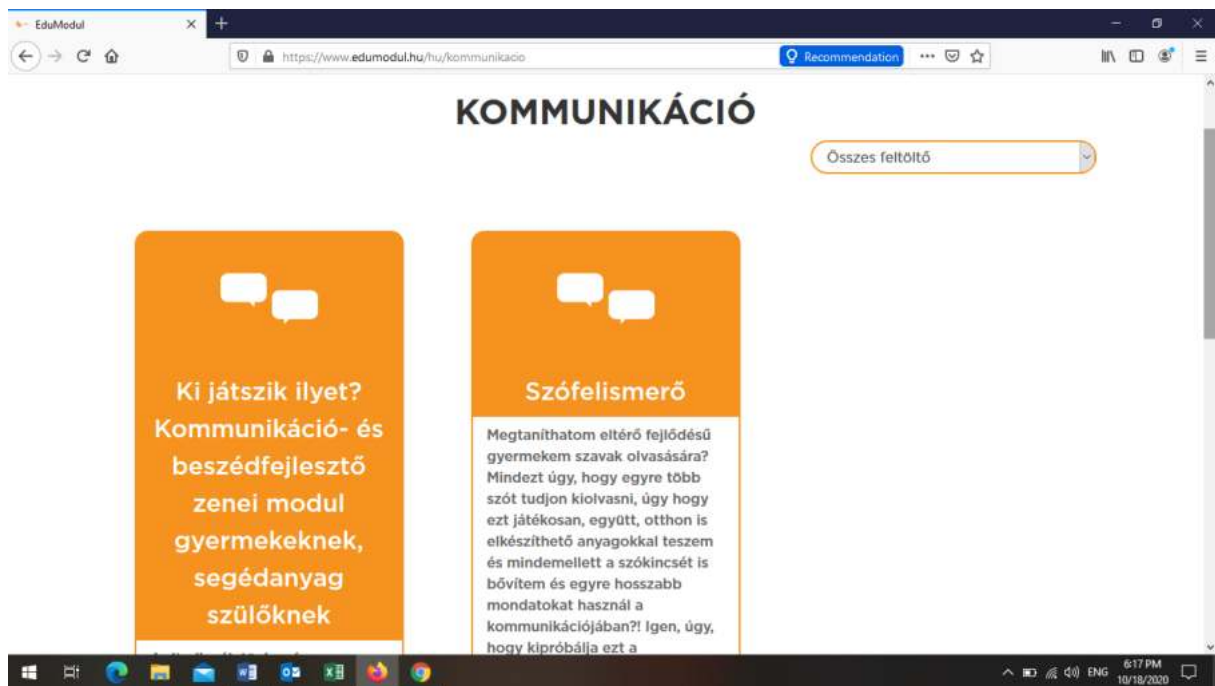 EduModul
https://www.edumodul.hu/hu/kommunikacio
Recommendation
KOMMUNIKÁCIÓ
Összes feltöltő
Ki játszik ilyet?
Kommunikáció- és
beszédfejlesztő
zenei modul
gyermekeknek,
segédanyag
szülőknek
Szófelismerő
Megtaníthatom eltérő fejlődésű
gyermekem szavak olvasására?
Mindezt úgy, hogy egyre több
szót tudjon kiolvasni, úgy hogy
ezt játékosan, együtt, otthon is
elkészíthető anyagokkal teszem
és mindemellett a szókincsét is
bővítem és egyre hosszabb
mondatokat használ a
kommunikációjában?! Igen, úgy,
hogy kipróbálja ezt a
ENG
6:17 PM
10/18/2020